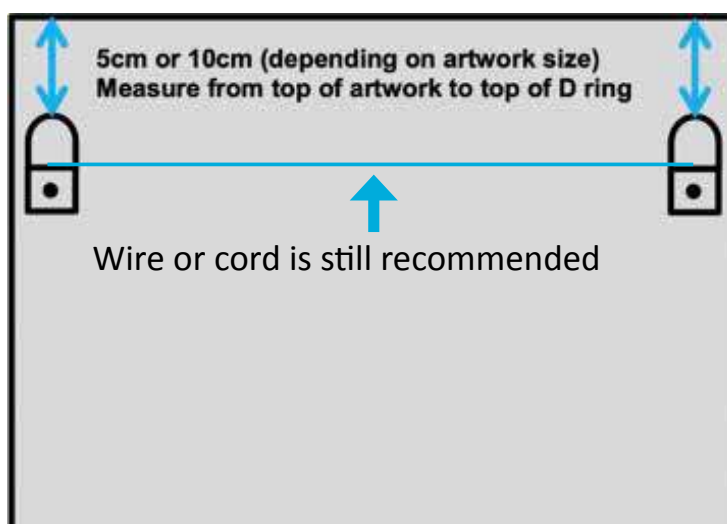 5cm or 10cm (depending on artwork size)
Measure from top of artwork to top of D ring
Wire or cord is still recommended